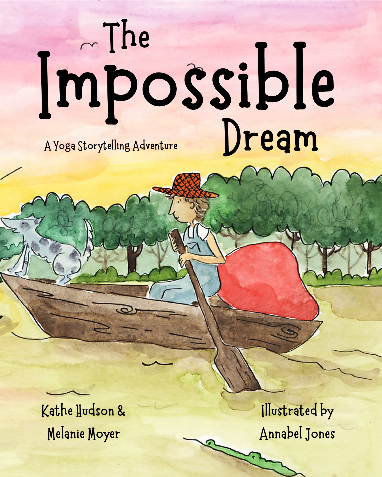 The
Impossible
Dream
A Yoga Storytelling Adventure
Kathe Hudson &
Melanie Moyer
Illustrated by
Annabel Jones